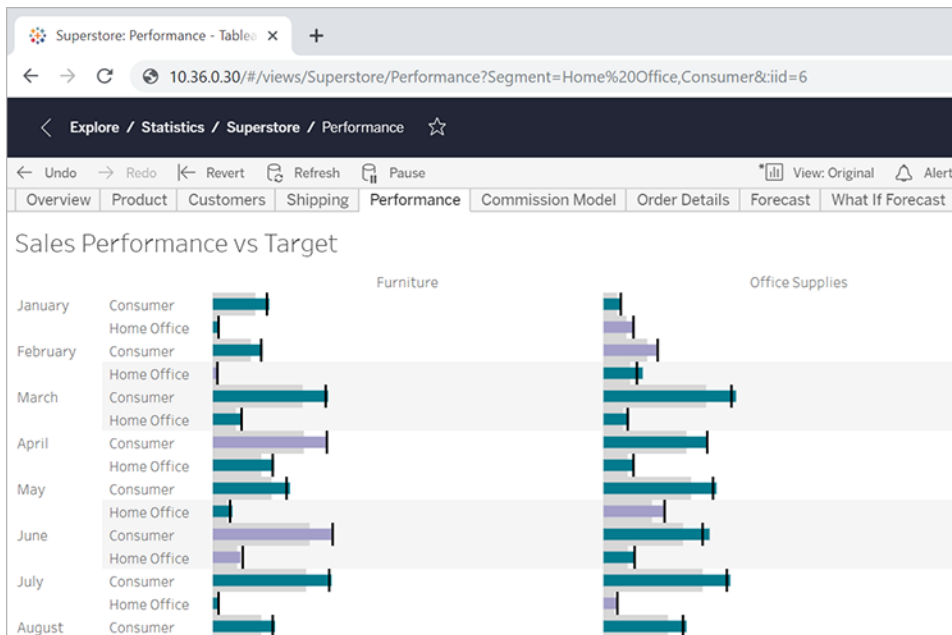 Superstore: Performance - Tablea
10.36.0.30/#/views/Superstore/Performance?Segment=Home%20Office,Consumer&:iid=6
Explore / Statistics / Superstore / Performance
Undo Redo Revert Refresh Pause View: Original Alert
Overview Product Customers Shipping Performance Commission Model Order Details Forecast What If Forecast
Sales Performance vs Target
Furniture Office Supplies
January Consumer
Home Office
February Consumer
Home Office
March Consumer
Home Office
April Consumer
Home Office
May Consumer
Home Office
June Consumer
Home Office
July Consumer
Home Office
August Consumer